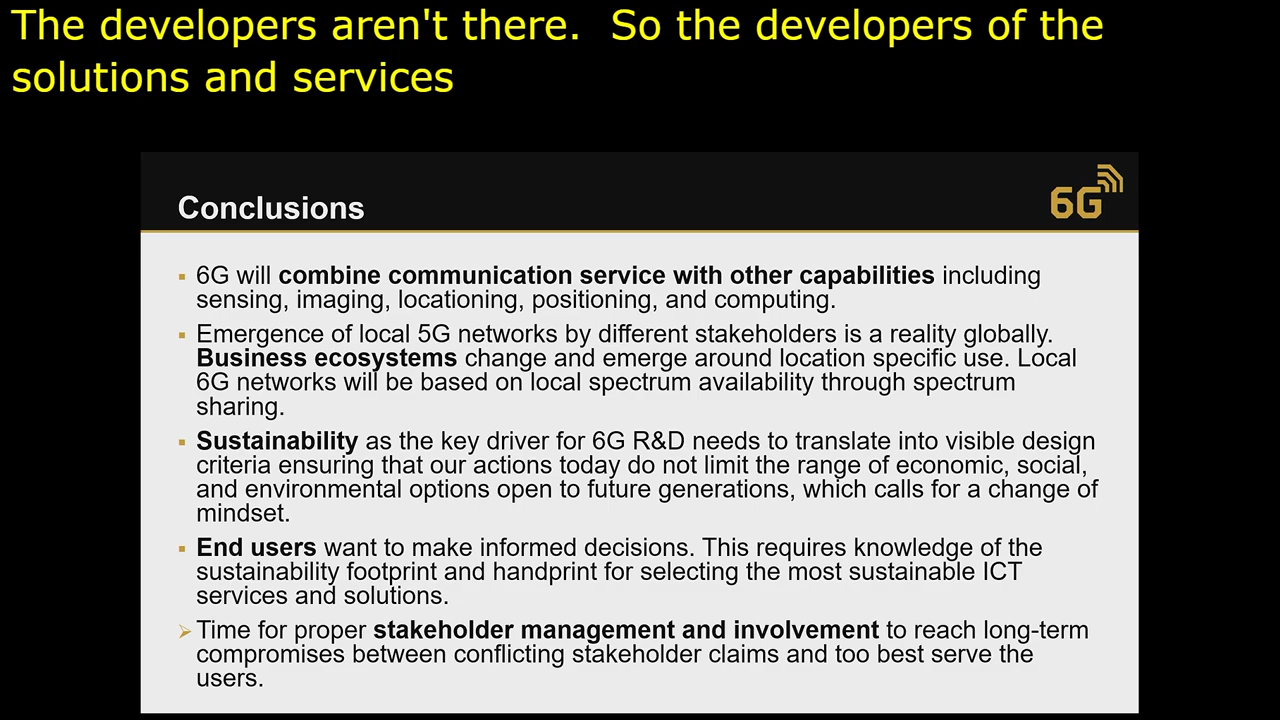 The developers aren't there.  So the developers of the
solutions and services
Conclusions
6G
▪ 6G will combine communication service with other capabilities including
sensing, imaging, locationing, positioning, and computing.
▪ Emergence of local 5G networks by different stakeholders is a reality globally.
Business ecosystems change and emerge around location specific use. Local
6G networks will be based on local spectrum availability through spectrum
sharing.
▪ Sustainability as the key driver for 6G R&D needs to translate into visible design
criteria ensuring that our actions today do not limit the range of economic, social,
and environmental options open to future generations, which calls for a change of
mindset.
▪ End users want to make informed decisions. This requires knowledge of the
sustainability footprint and handprint for selecting the most sustainable ICT
services and solutions.
➢ Time for proper stakeholder management and involvement to reach long-term
compromises between conflicting stakeholder claims and too best serve the
users.